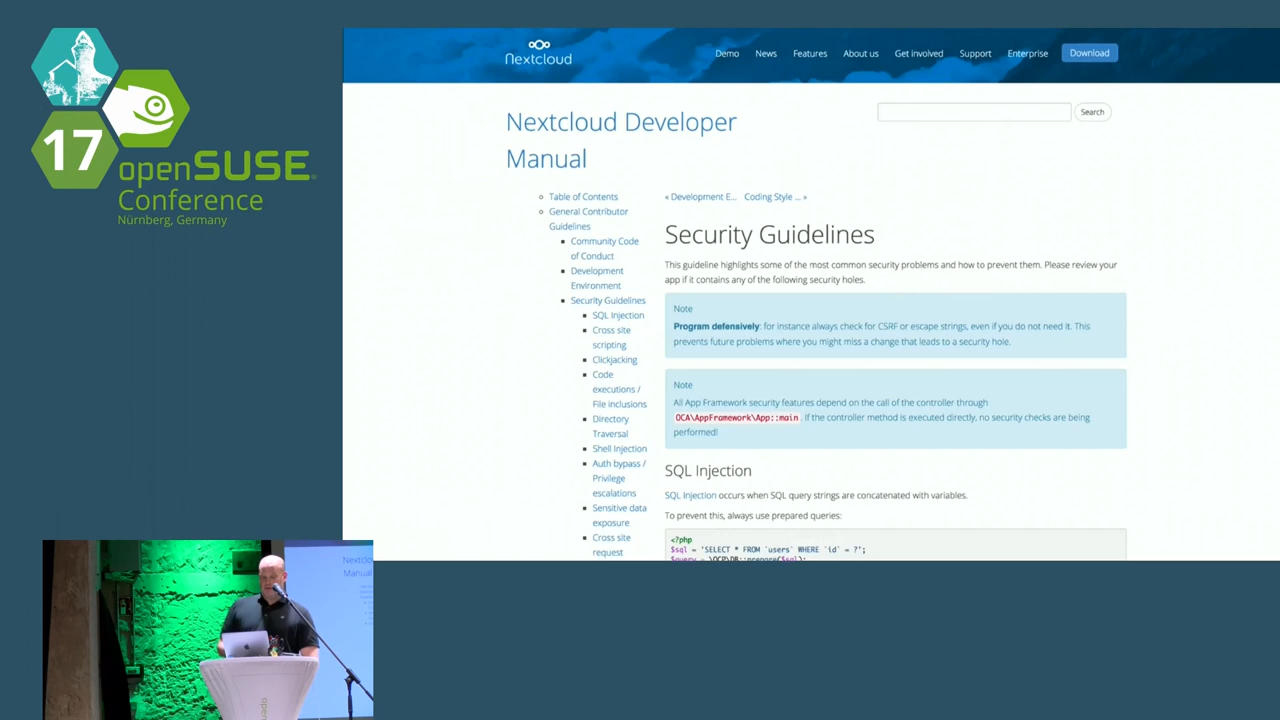 17
openSUSE
Conference
Nürnberg, Germany
Nextcloud
Demo
News
Features
About us
Get involved
Support
Enterprise
Download
Nextcloud Developer
Manual
Search
Table of Contents
General Contributor
Guidelines
Community Code
of Conduct
Development
Environment
Security Guidelines
SQL Injection
Cross site
scripting
Clickjacking
Code
executions /
File inclusions
Directory
Traversal
Shell Injection
Auth bypass /
Privilege
escalations
Sensitive data
exposure
Cross site
request
« Development E... Coding Style ... »
Security Guidelines
This guideline highlights some of the most common security problems and how to prevent them. Please review your
app if it contains any of the following security holes.
Note
Program defensively: for instance always check for CSRF or escape strings, even if you do not need it. This
prevents future problems where you might miss a change that leads to a security hole.
Note
All App Framework security features depend on the call of the controller through
OCA\AppFramework\App::main. If the controller method is executed directly, no security checks are being
performed!
SQL Injection
SQL Injection occurs when SQL query strings are concatenated with variables.
To prevent this, always use prepared queries:
<?php
$sql = 'SELECT * FROM `users` WHERE `id` = ?';
$query = \OCP\DB::prepare($sql);
Nextcl
Manual
open